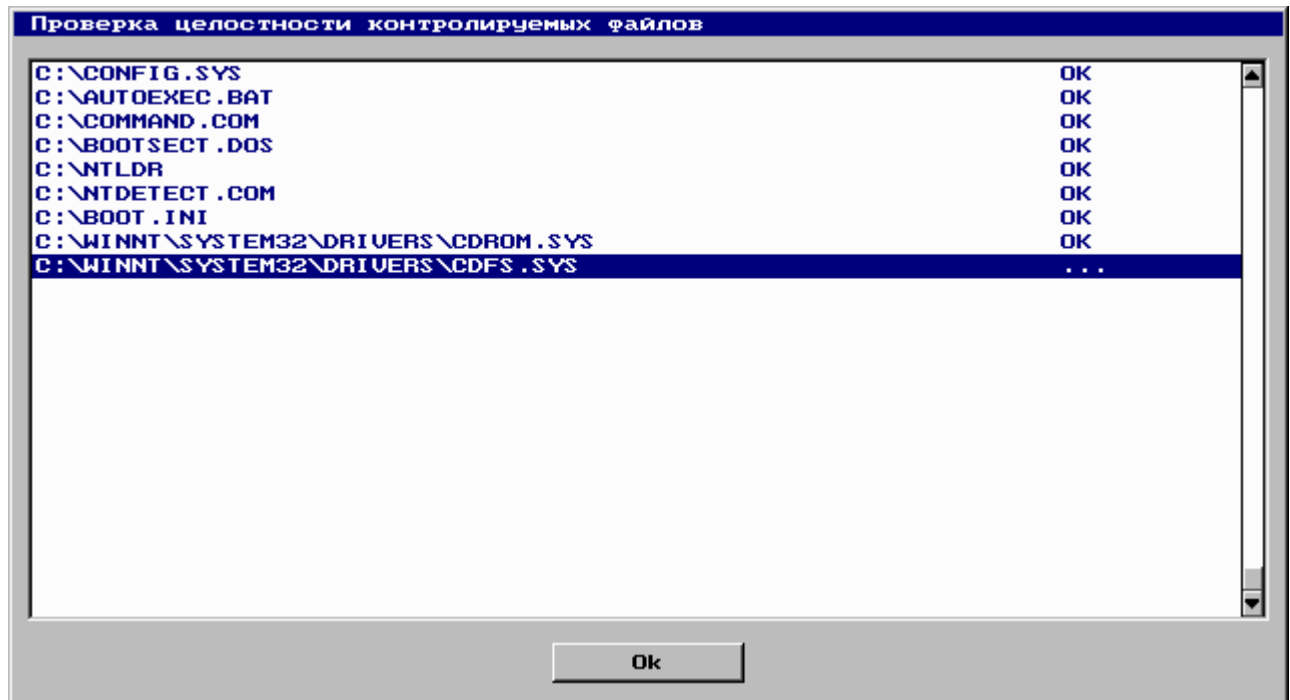 Проверка целостности контролируемых файлов
C:\CONFIG.SYS OK
C:\AUTOEXEC.BAT OK
C:\COMMAND.COM OK
C:\BOOTSECT.DOS OK
C:\NTLDR OK
C:\NTDETECT.COM OK
C:\BOOT.INI OK
C:\WINNT\SYSTEM32\DRIVERS\CDROM.SYS OK
C:\WINNT\SYSTEM32\DRIVERS\CDFS.SYS ...
Ok